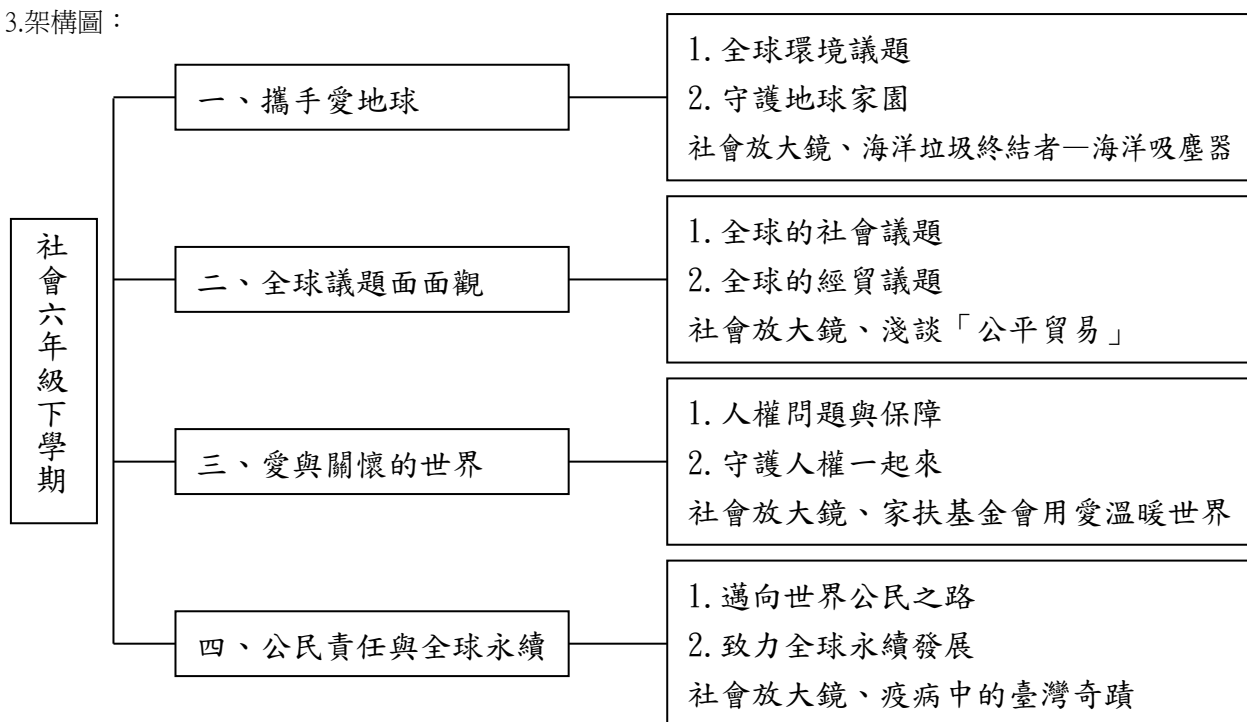 3.架構圖：
社會六年級下學期
一、攜手愛地球
1.全球環境議題
2.守護地球家園
社會放大鏡、海洋垃圾終結者—海洋吸塵器
二、全球議題面面觀
1.全球的社會議題
2.全球的經貿議題
社會放大鏡、淺談「公平貿易」
三、愛與關懷的世界
1.人權問題與保障
2.守護人權一起來
社會放大鏡、家扶基金會用愛溫暖世界
四、公民責任與全球永續
1.邁向世界公民之路
2.致力全球永續發展
社會放大鏡、疫病中的臺灣奇蹟